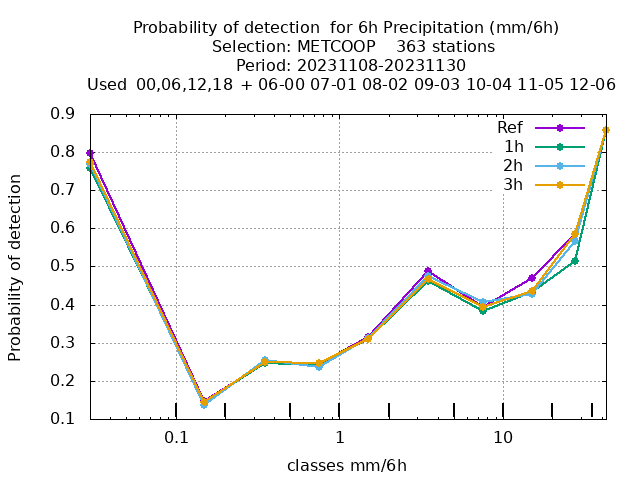 Probability of detection  for 6h Precipitation (mm/6h)
Selection: METCOOP    363 stations
Period: 20231108-20231130
Used  00,06,12,18  + 06-00 07-01 08-02 09-03 10-04 11-05 12-06
Ref
1h
2h
3h
0.9
0.8
0.7
0.6
0.5
0.4
0.3
0.2
0.1
Probability of detection
0.1 1 10
classes mm/6h